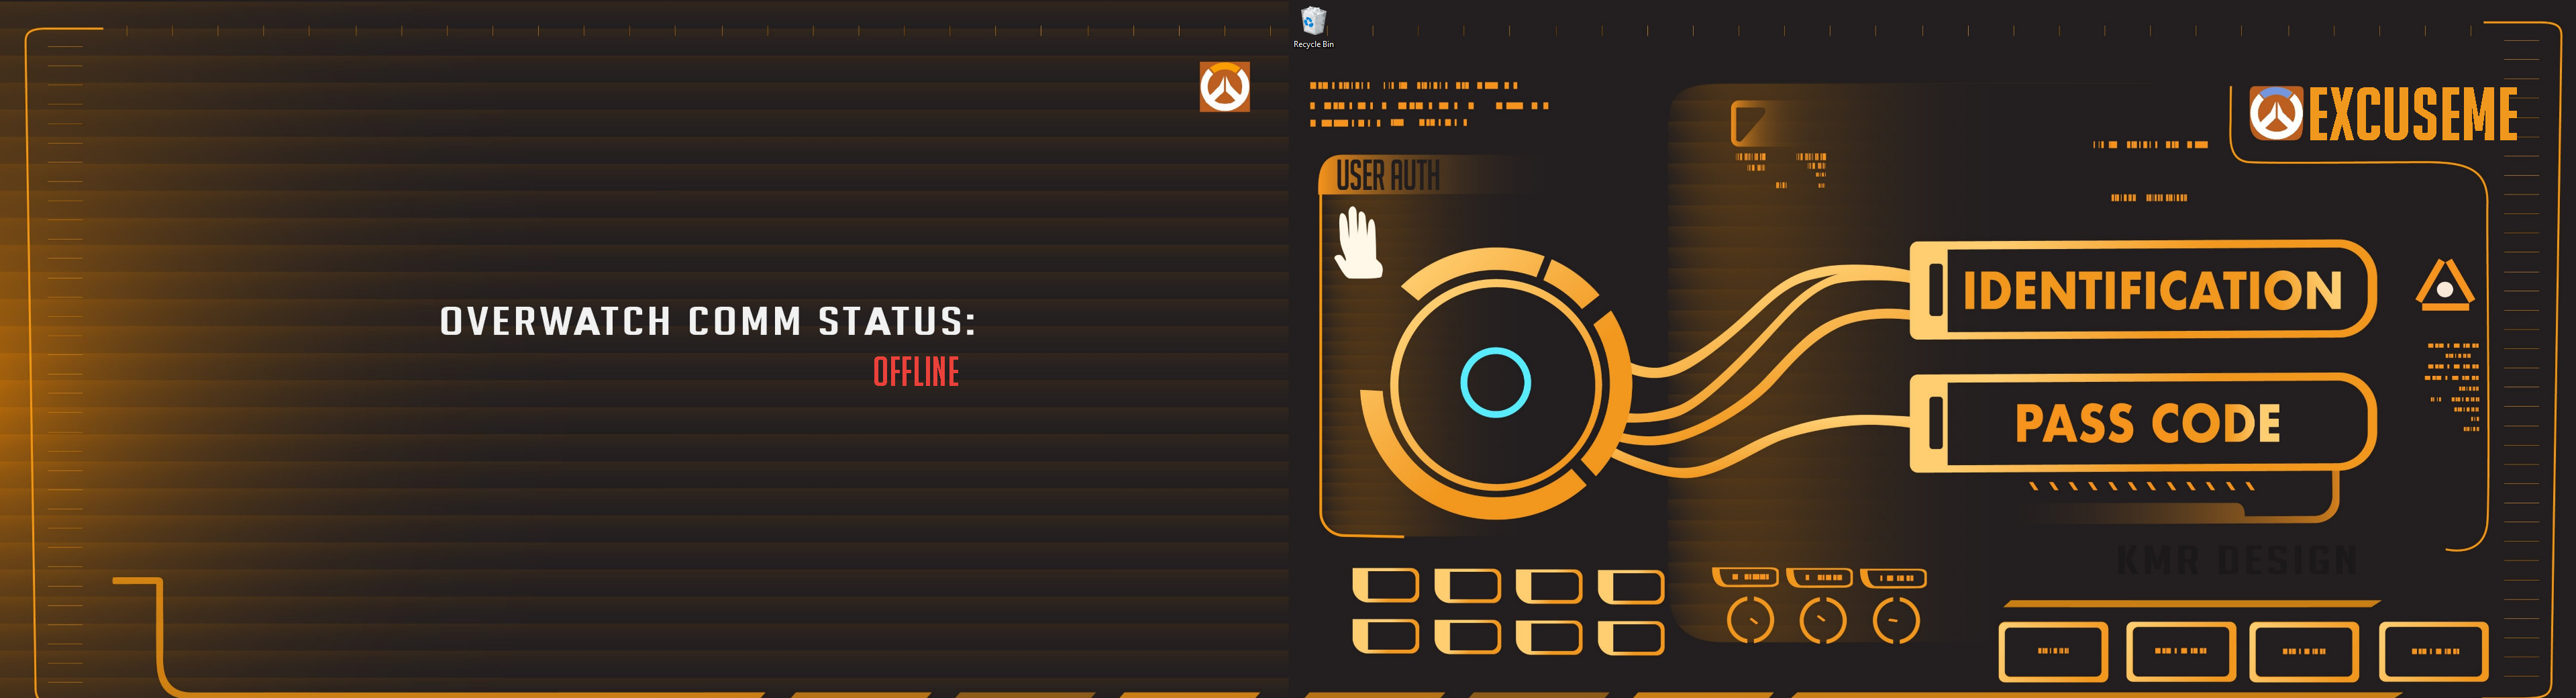 OVERWATCH COMM STATUS:
OFFLINE
Recycle Bin
EXCUSEME
USER AUTH
IDENTIFICATION
PASS CODE
KMR DESIGN